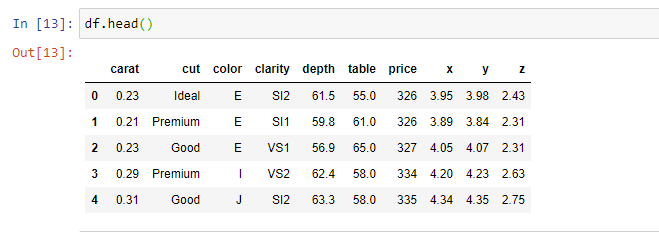 In [13]: df.head()
Out[13]:
carat cut color clarity depth table price x y z
0 0.23 Ideal E SI2 61.5 55.0 326 3.95 3.98 2.43
1 0.21 Premium E SI1 59.8 61.0 326 3.89 3.84 2.31
2 0.23 Good E VS1 56.9 65.0 327 4.05 4.07 2.31
3 0.29 Premium I VS2 62.4 58.0 334 4.20 4.23 2.63
4 0.31 Good J SI2 63.3 58.0 335 4.34 4.35 2.75